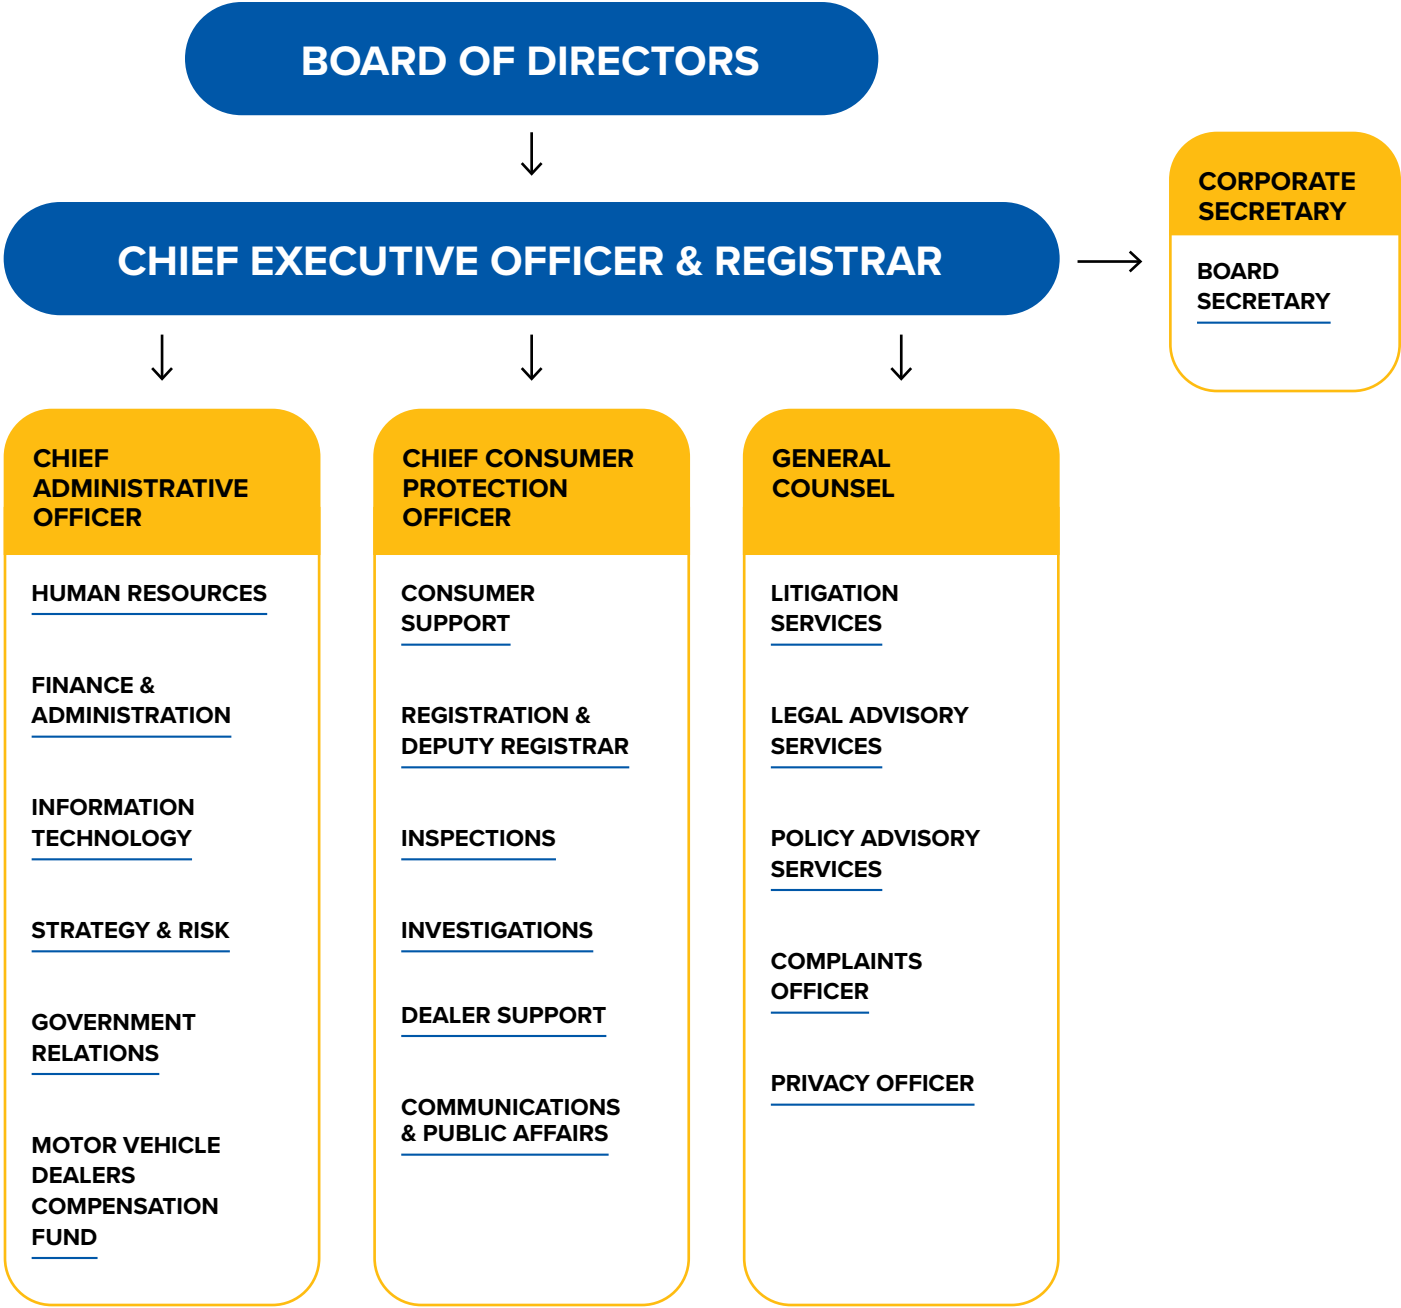 BOARD OF DIRECTORS
CHIEF EXECUTIVE OFFICER & REGISTRAR
CORPORATE
SECRETARY
BOARD
SECRETARY
CHIEF
ADMINISTRATIVE
OFFICER
HUMAN RESOURCES
FINANCE &
ADMINISTRATION
INFORMATION
TECHNOLOGY
STRATEGY & RISK
GOVERNMENT
RELATIONS
MOTOR VEHICLE
DEALERS
COMPENSATION
FUND
CHIEF CONSUMER
PROTECTION
OFFICER
CONSUMER
SUPPORT
REGISTRATION &
DEPUTY REGISTRAR
INSPECTIONS
INVESTIGATIONS
DEALER SUPPORT
COMMUNICATIONS
& PUBLIC AFFAIRS
GENERAL
COUNSEL
LITIGATION
SERVICES
LEGAL ADVISORY
SERVICES
POLICY ADVISORY
SERVICES
COMPLAINTS
OFFICER
PRIVACY OFFICER